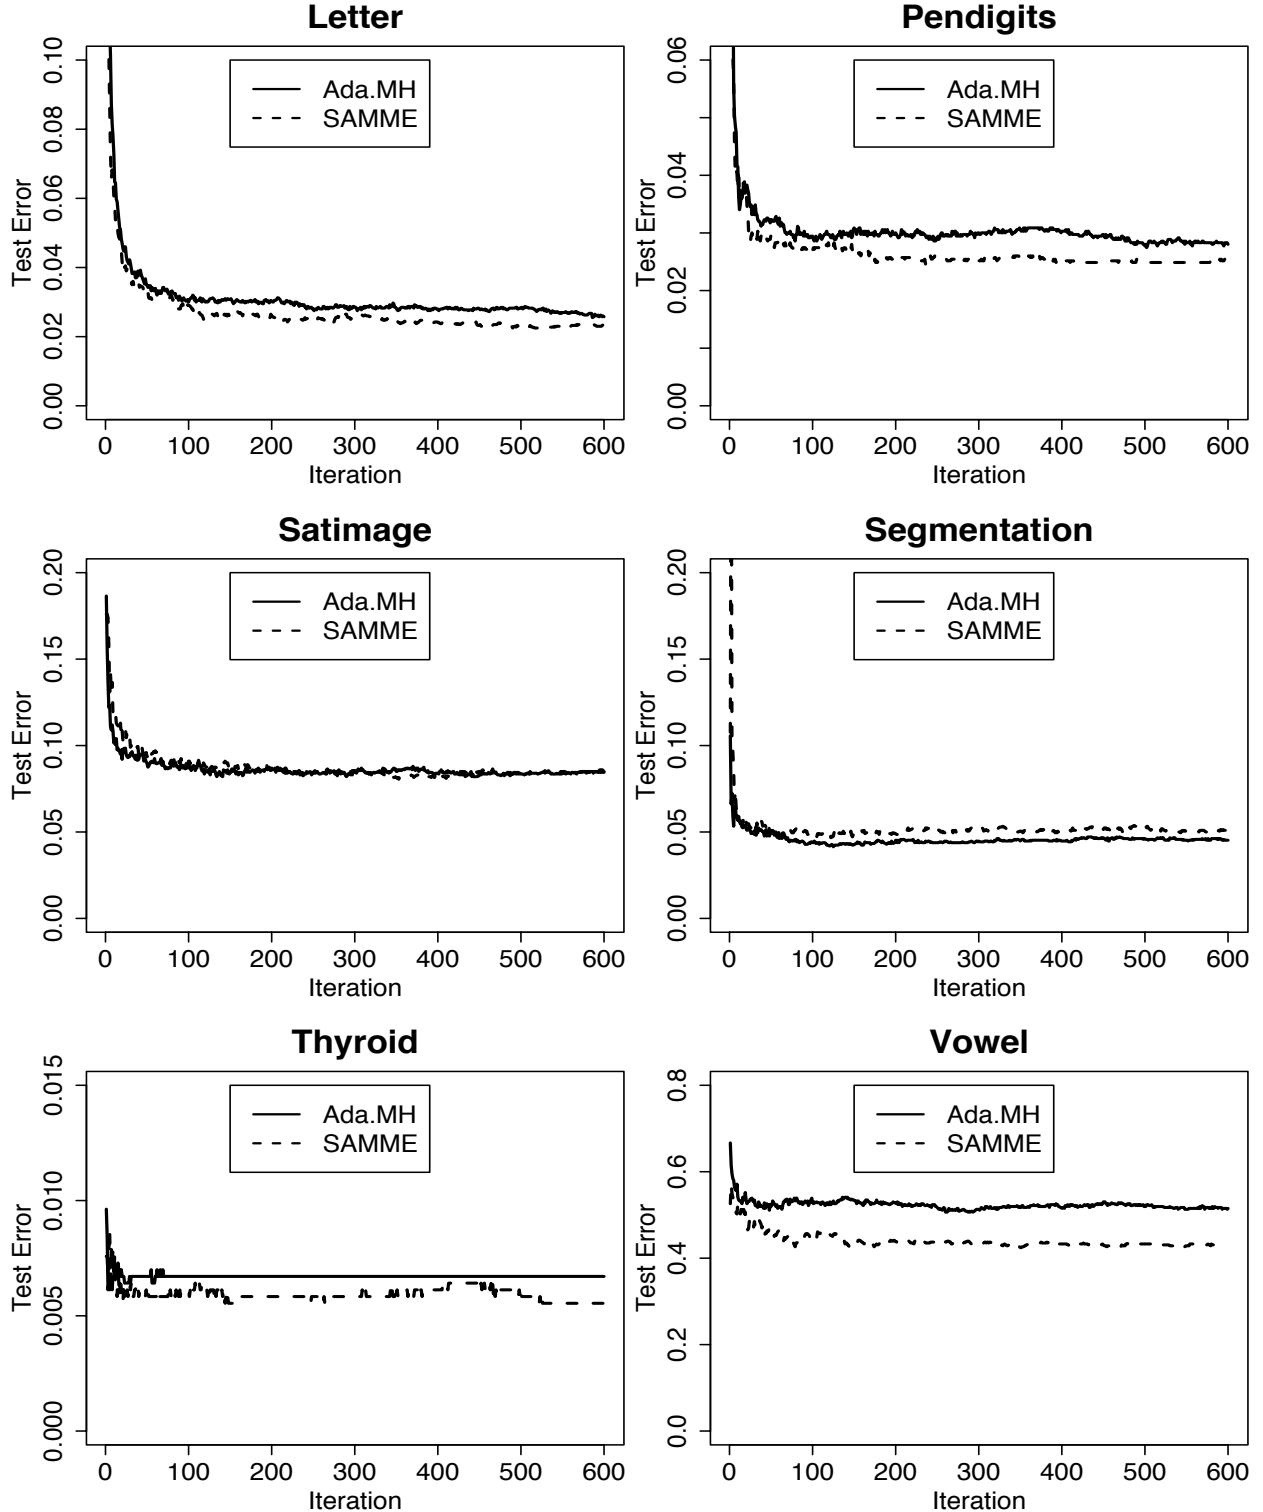 Letter
Test Error
0.10
0.08
0.06
0.04
0.02
0.00
Ada.MH
SAMME
0 100 200 300 400 500 600
Iteration
Pendigits
Test Error
0.06
0.04
0.02
0.00
Ada.MH
SAMME
0 100 200 300 400 500 600
Iteration
Satimage
Test Error
0.20
0.15
0.10
0.05
0.00
Ada.MH
SAMME
0 100 200 300 400 500 600
Iteration
Segmentation
Test Error
0.20
0.15
0.10
0.05
0.00
Ada.MH
SAMME
0 100 200 300 400 500 600
Iteration
Thyroid
Test Error
0.015
0.010
0.005
0.000
Ada.MH
SAMME
0 100 200 300 400 500 600
Iteration
Vowel
Test Error
0.8
0.6
0.4
0.2
0.0
Ada.MH
SAMME
0 100 200 300 400 500 600
Iteration